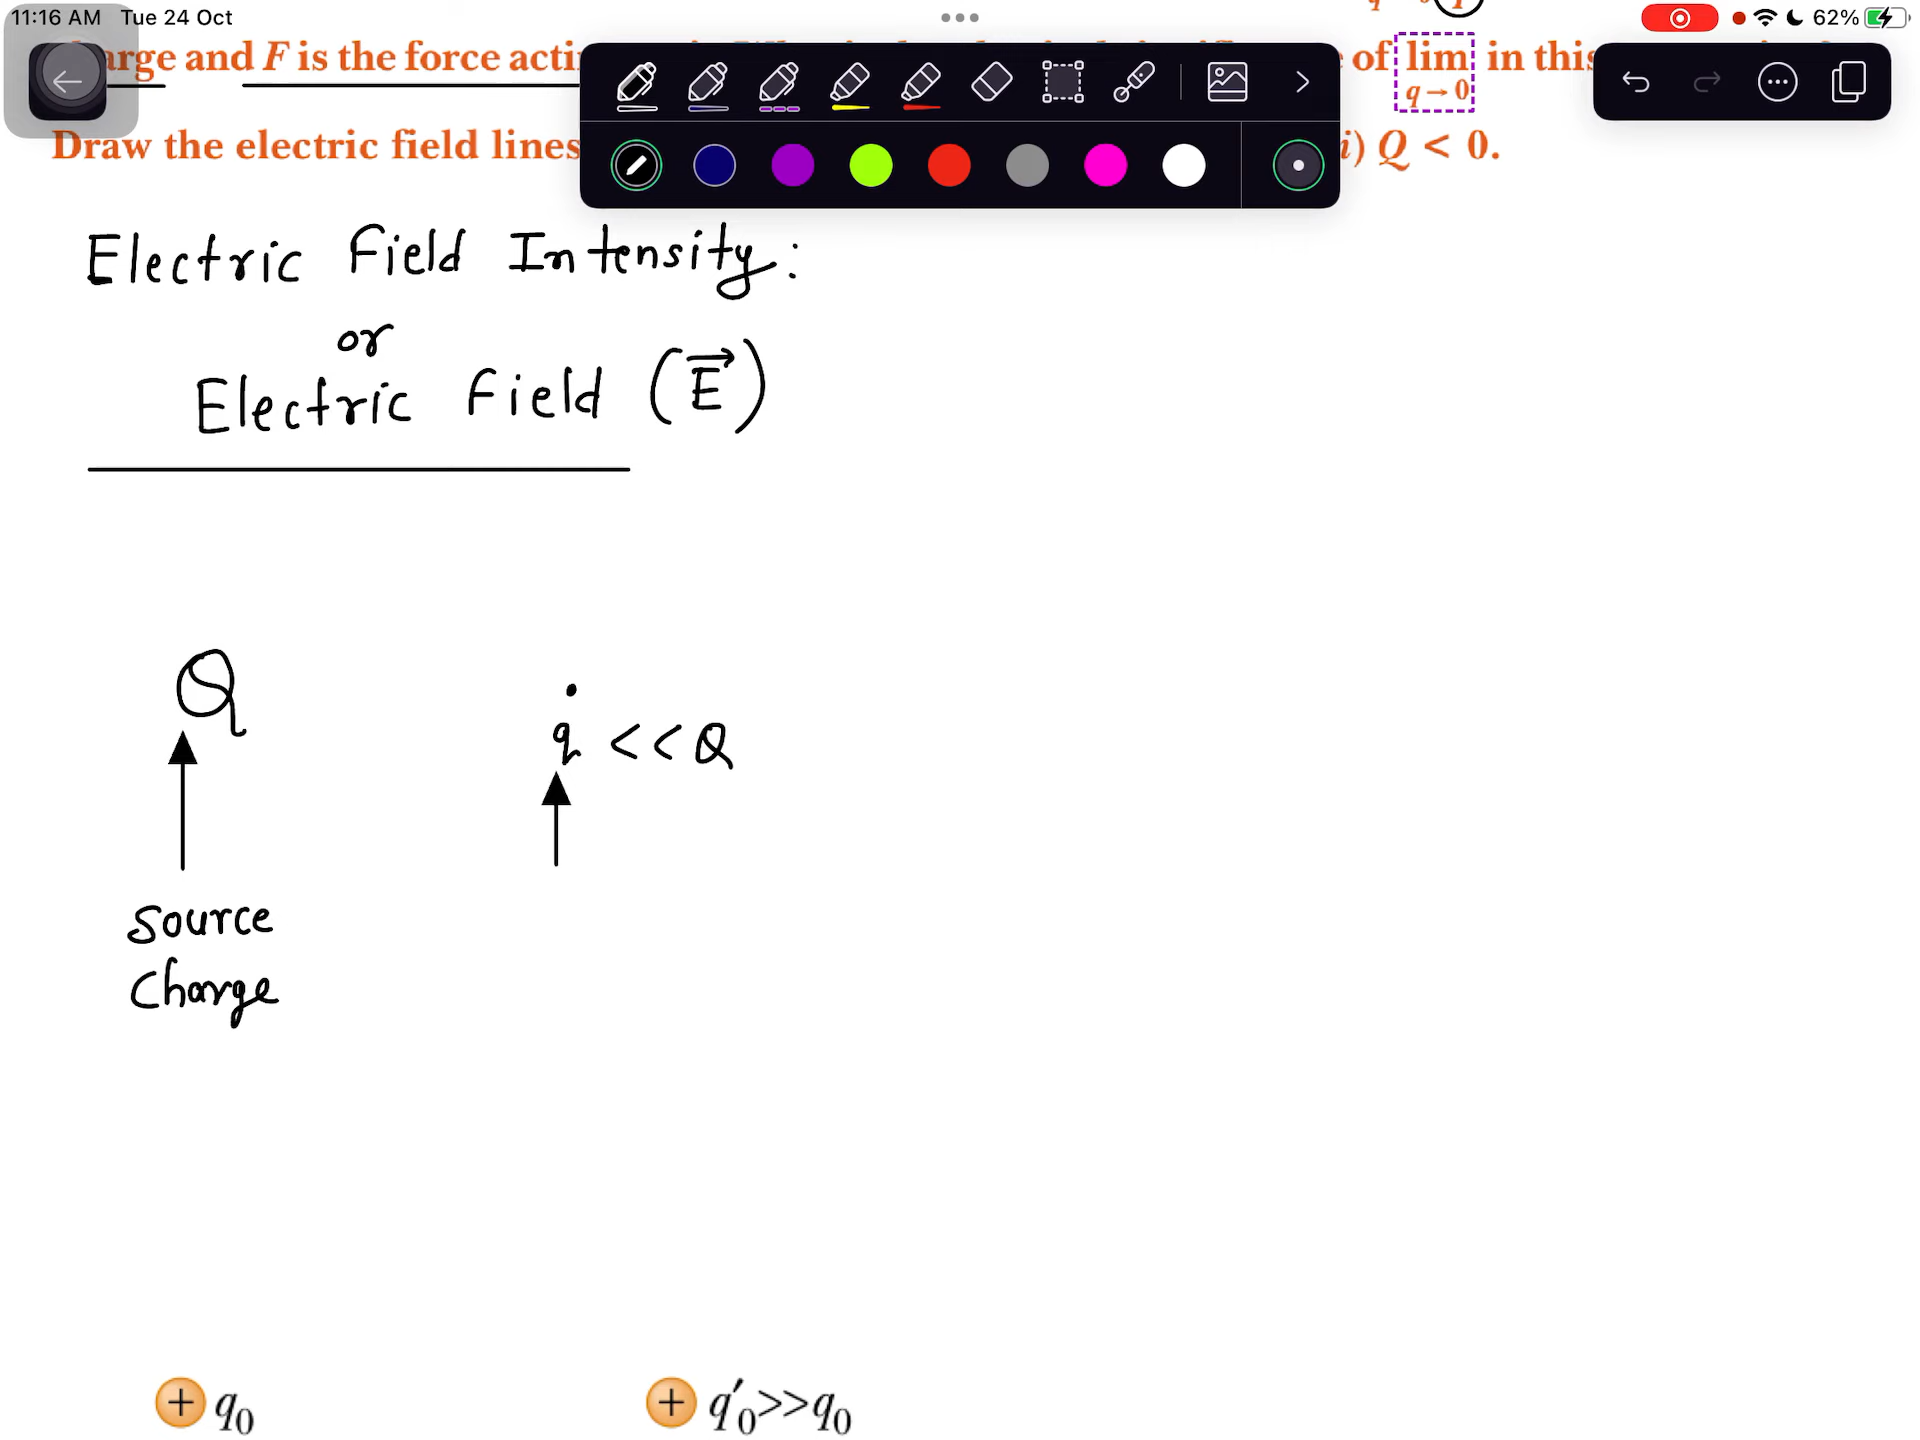 11:16 AM Tue 24 Oct 62%
arge and F is the force acti of lim in this
q → 0
Draw the electric field lines i) Q < 0.
Electric Field Intensity:
or
Electric Field (E⃗)
Q
q << Q
Source
Charge
+ q₀ + q′₀>>q₀